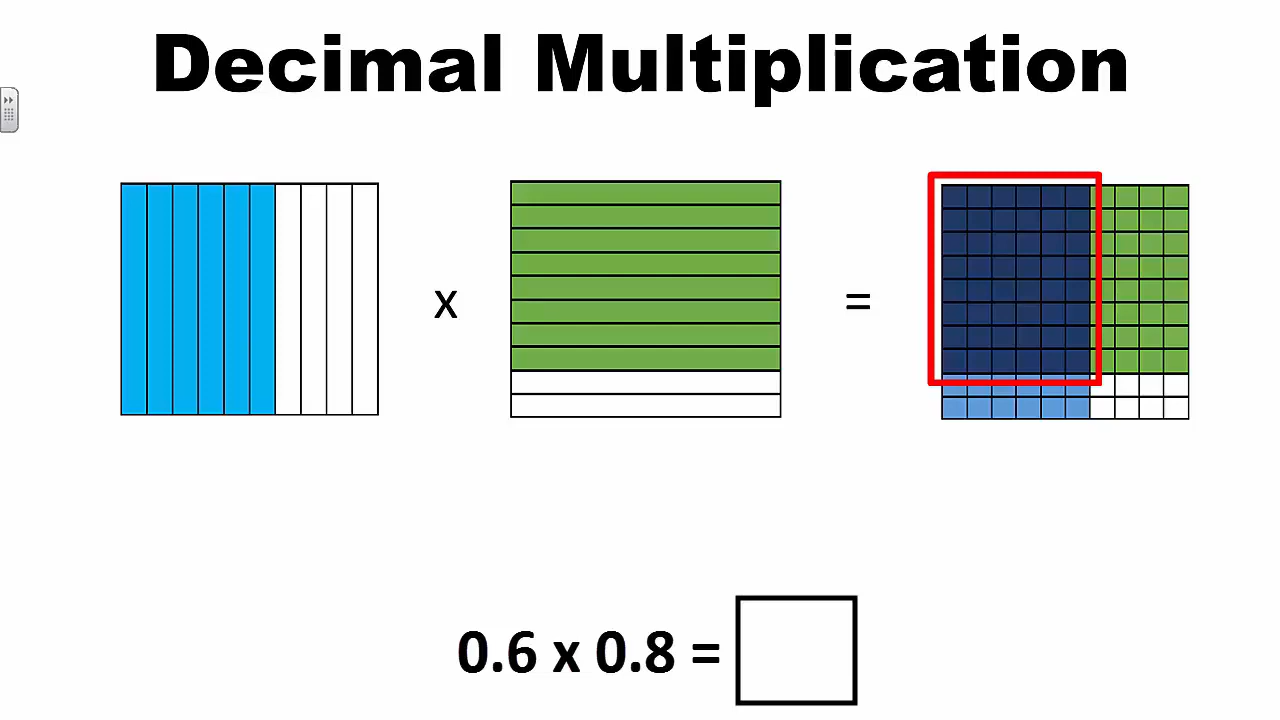 Decimal Multiplication
x =
0.6 x 0.8 =